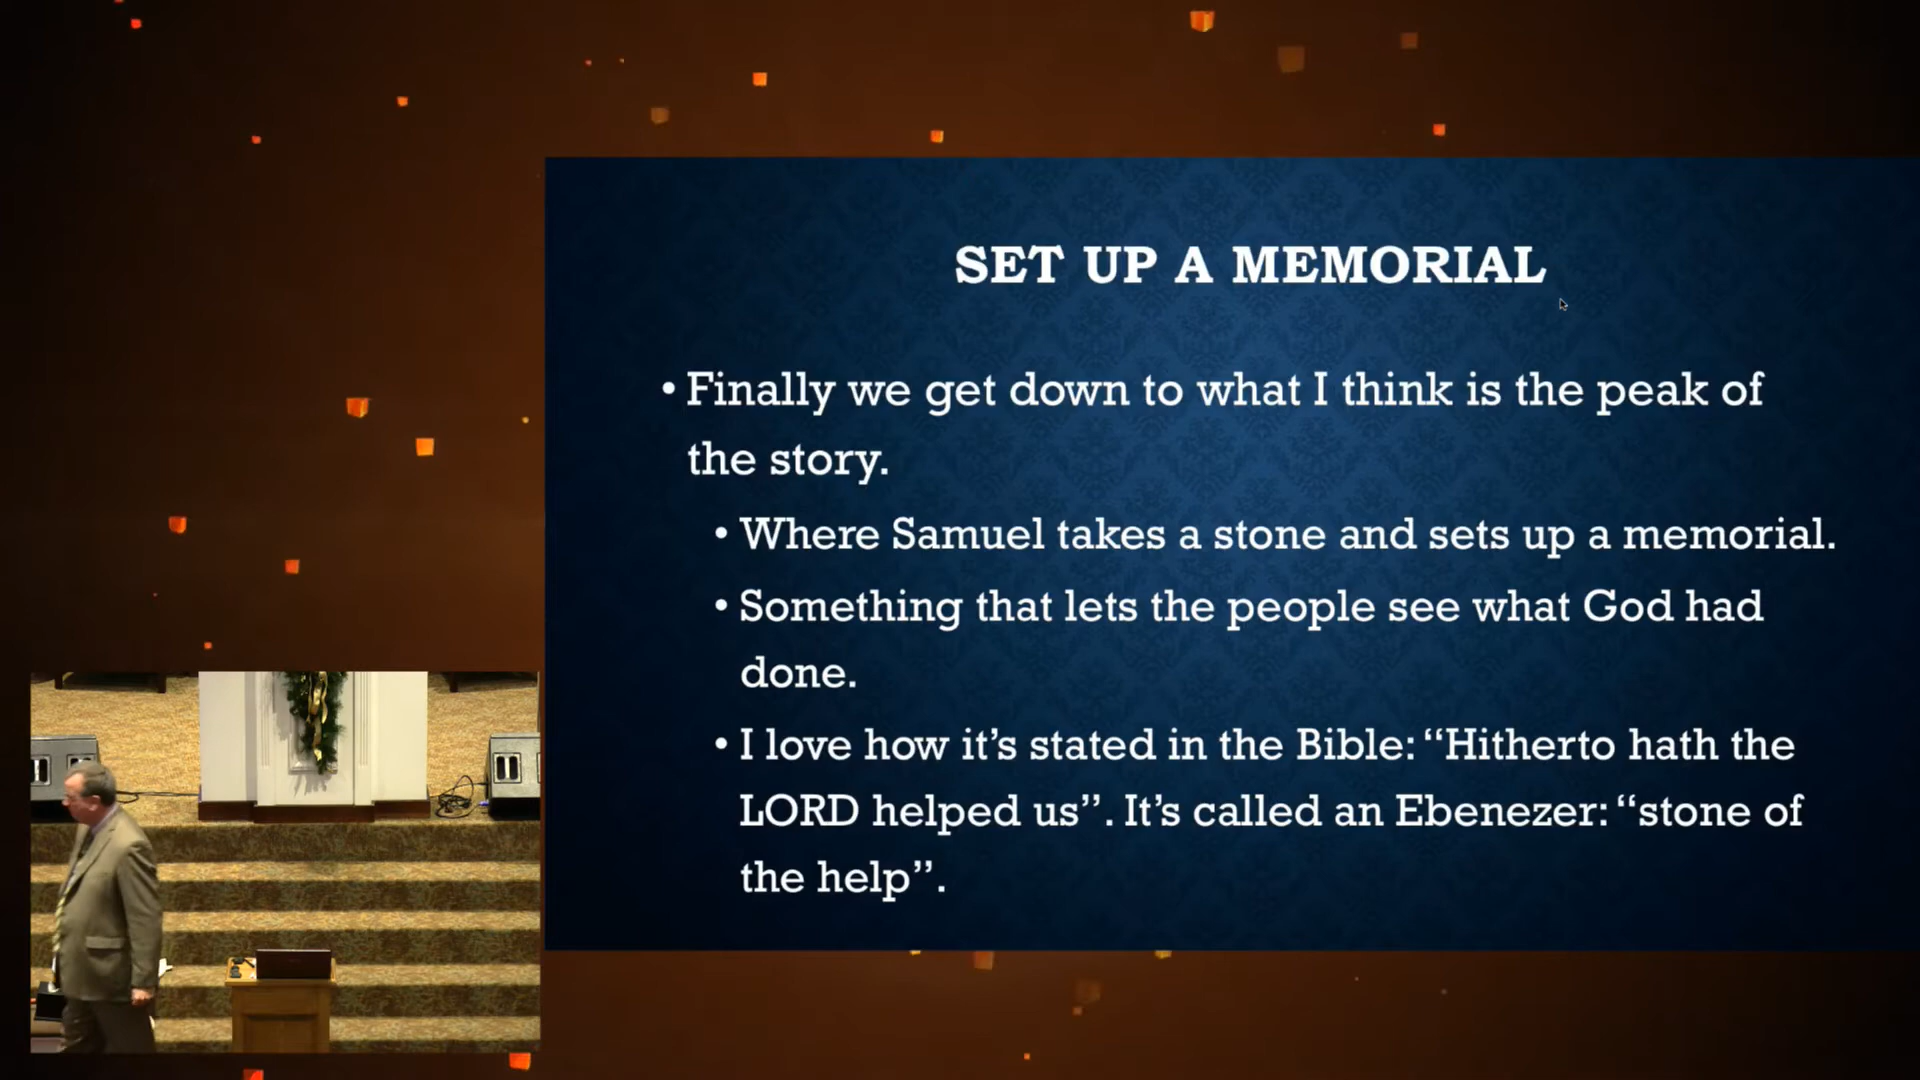 SET UP A MEMORIAL
• Finally we get down to what I think is the peak of
the story.
• Where Samuel takes a stone and sets up a memorial.
• Something that lets the people see what God had
done.
• I love how it’s stated in the Bible: “Hitherto hath the
LORD helped us”. It’s called an Ebenezer: “stone of
the help”.